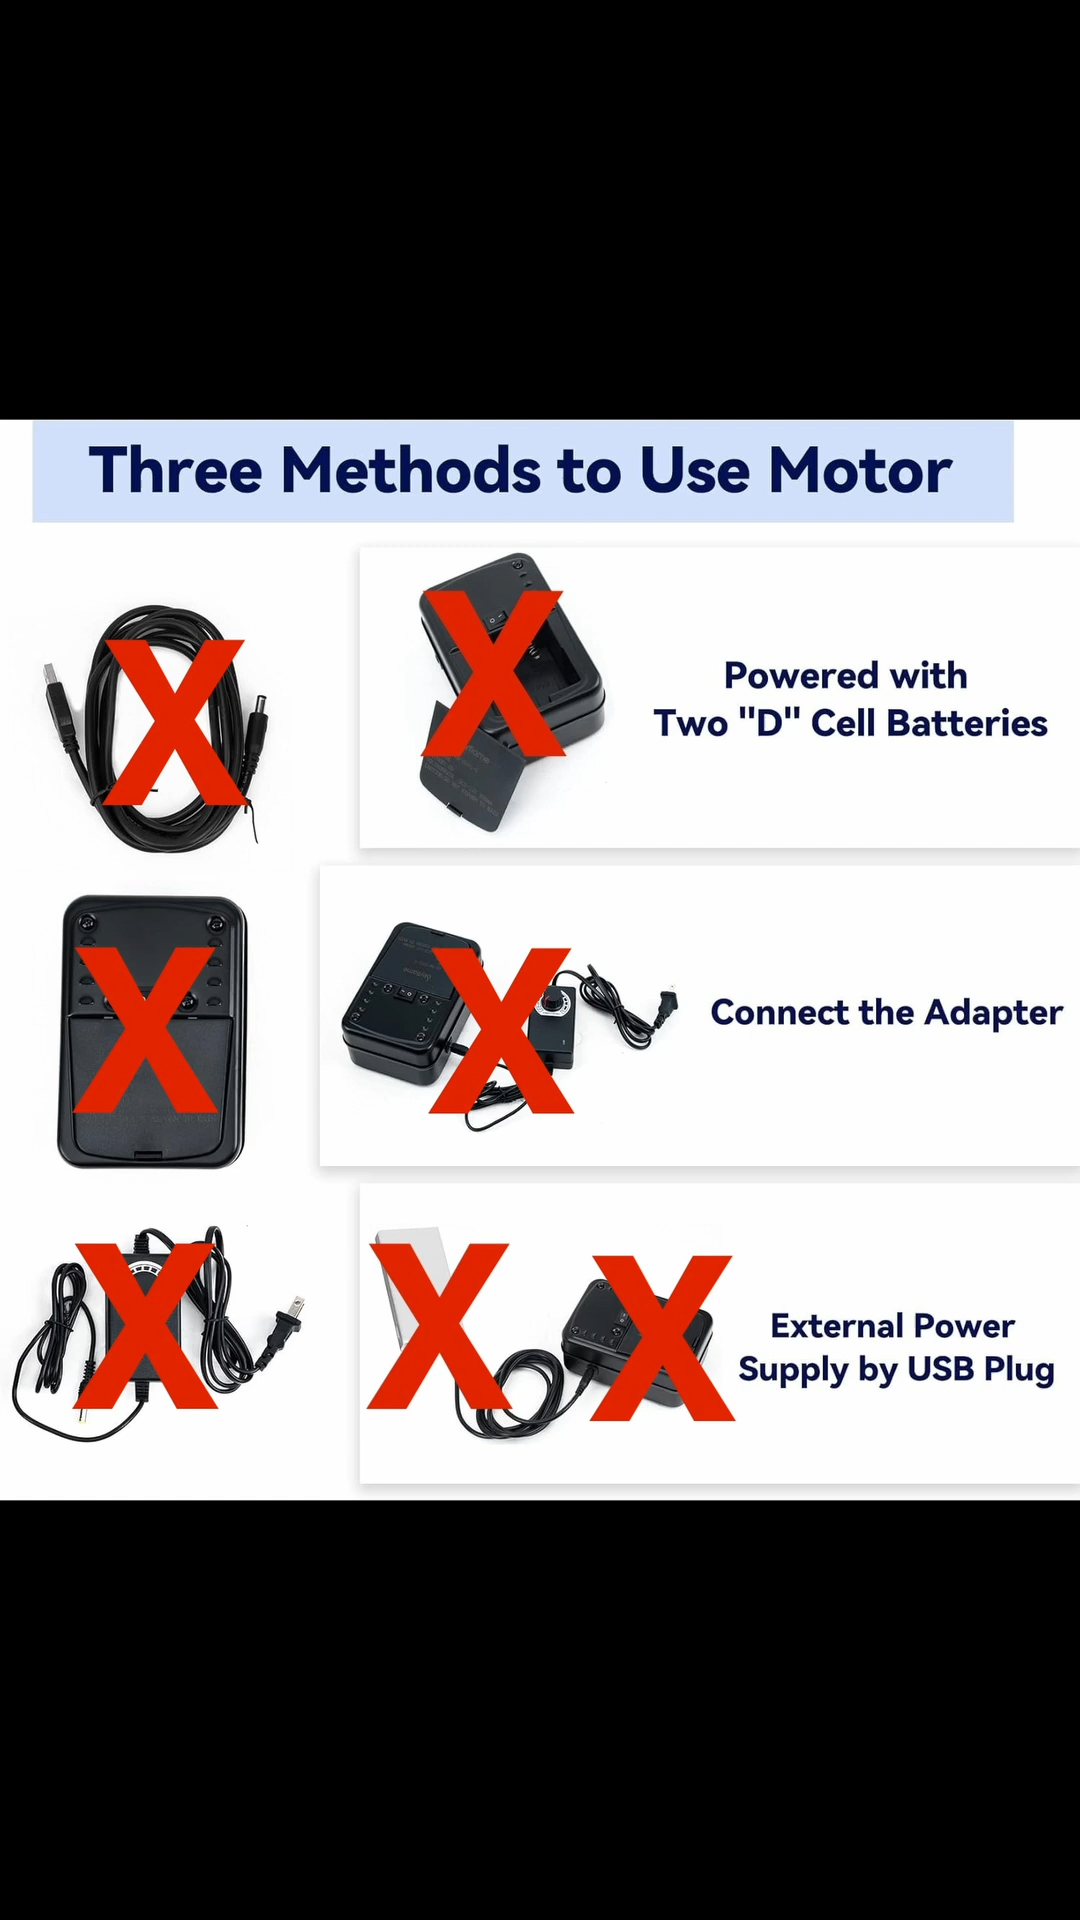 Three Methods to Use Motor
X
X
Powered with
Two "D" Cell Batteries
X
X
Connect the Adapter
X
X
X
External Power
Supply by USB Plug